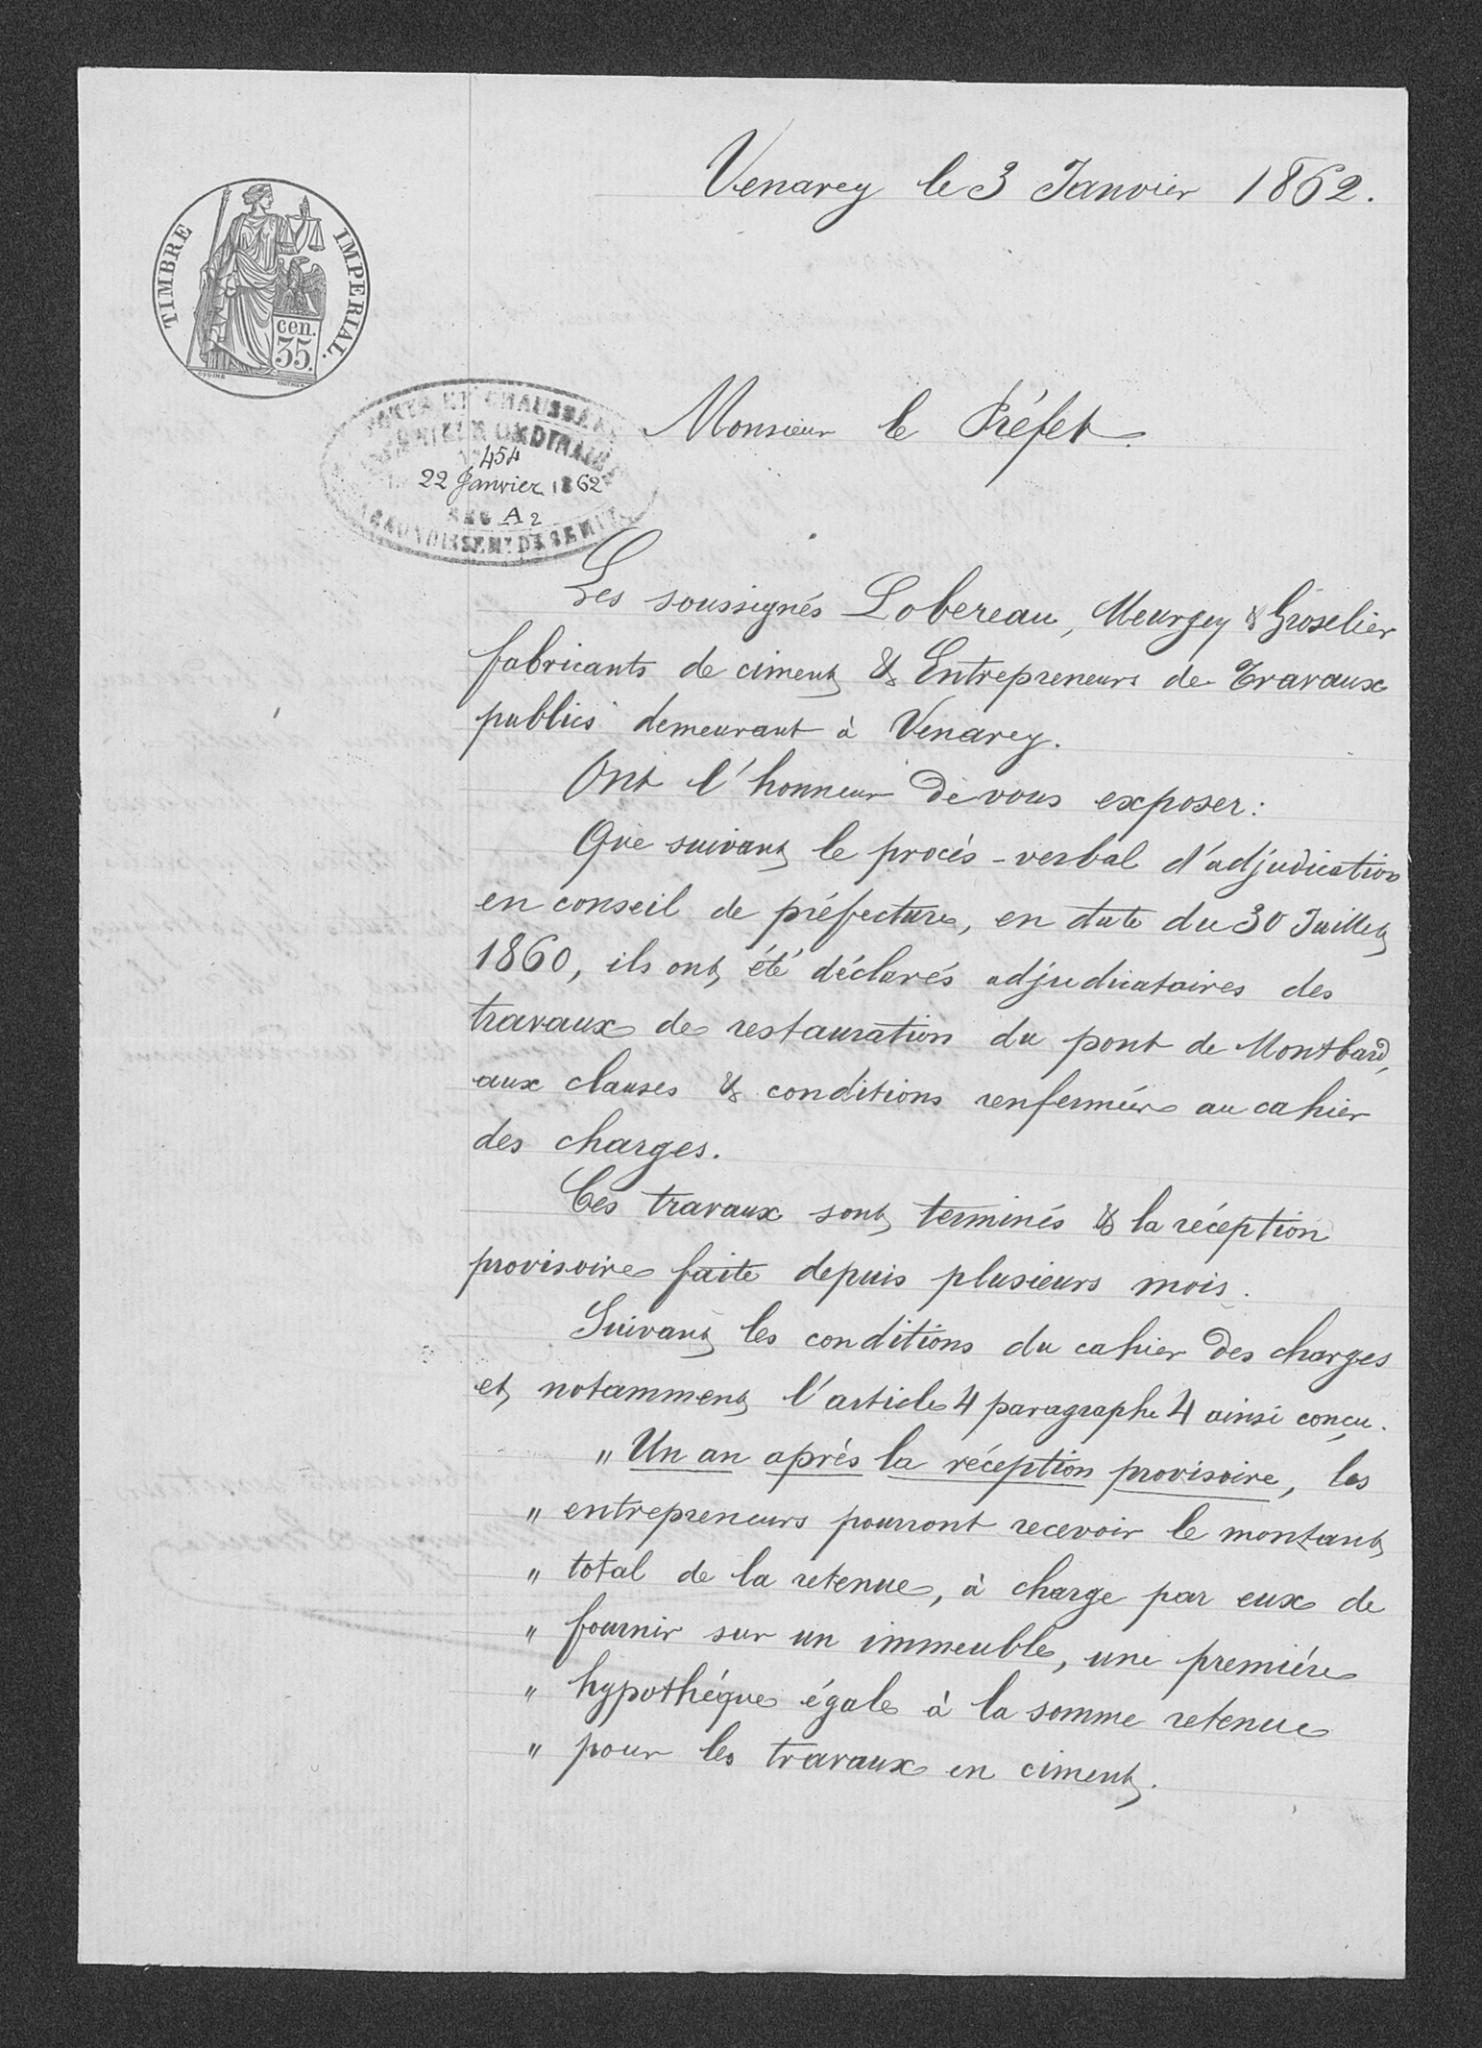 Venarey le 3 Janvier 1862.
TIMBRE IMPERIAL.
cen.
35.
PONTS ET CHAUSSÉES
INGÉNIEUR ORDINAIRE
454
22 Janvier 1862
A 2
ARRONDISSEMT DE SEMUR
Monsieur le Préfet.
Les soussignés Lobereau, Meurgey & Groselier
fabricants de ciment & Entrepreneurs de Travaux
publics demeurant à Venarey.
Ont l'honneur de vous exposer:
Que suivant le procès-verbal d'adjudication
en conseil de préfecture, en date du 30 Juillet
1860, ils ont été déclarés adjudicataires des
travaux de restauration du pont de Montbard,
aux clauses & conditions renfermées au cahier
des charges.
Ces travaux sont terminés & la réception
provisoire faite depuis plusieurs mois.
Suivant les conditions du cahier des charges
et notamment l'article 4 paragraphe 4 ainsi conçu.
" Un an après la réception provisoire, les
" entrepreneurs pourront recevoir le montant
" total de la retenue, à charge par eux de
" fournir sur un immeuble, une première
" hypothéque égale à la somme retenue
" pour les travaux en ciment.